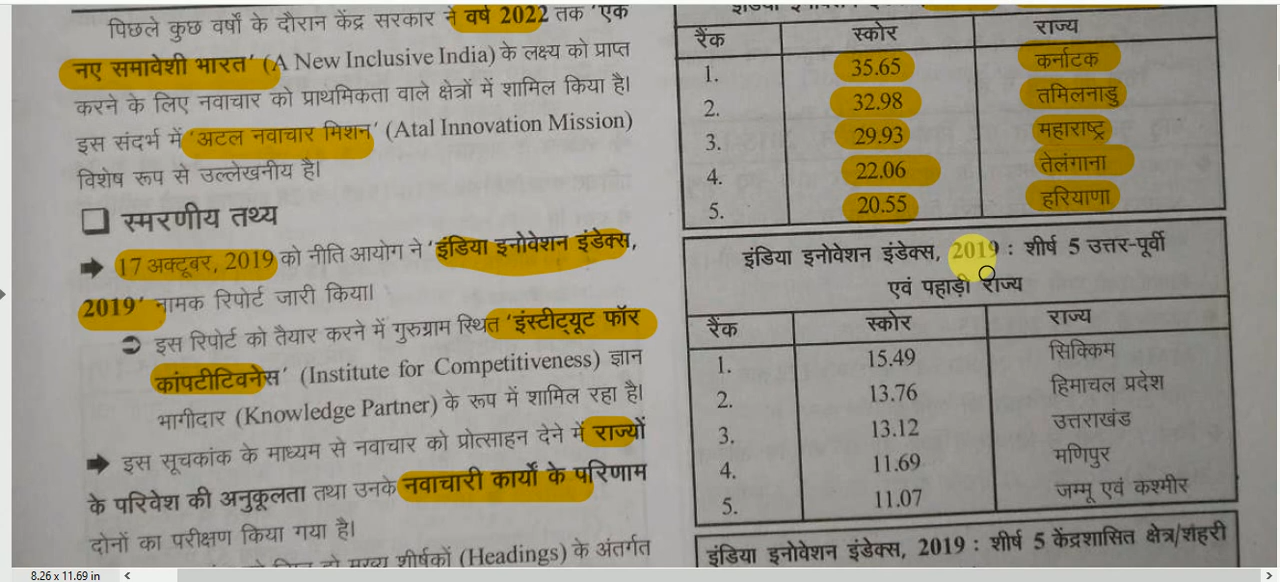 पिछले कुछ वर्षों के दौरान केंद्र सरकार ने वर्ष 2022 तक 'एक
नए समावेशी भारत' (A New Inclusive India) के लक्ष्य को प्राप्त
करने के लिए नवाचार को प्राथमिकता वाले क्षेत्रों में शामिल किया है।
इस संदर्भ में 'अटल नवाचार मिशन' (Atal Innovation Mission)
विशेष रूप से उल्लेखनीय है।
स्मरणीय तथ्य
17 अक्टूबर, 2019 को नीति आयोग ने 'इंडिया इनोवेशन इंडेक्स,
2019' नामक रिपोर्ट जारी किया।
इस रिपोर्ट को तैयार करने में गुरुग्राम स्थित 'इंस्टीट्यूट फॉर
कांपटीटिवनेस' (Institute for Competitiveness) ज्ञान
भागीदार (Knowledge Partner) के रूप में शामिल रहा है।
इस सूचकांक के माध्यम से नवाचार को प्रोत्साहन देने में राज्यों
के परिवेश की अनुकूलता तथा उनके नवाचारी कार्यों के परिणाम
दोनों का परीक्षण किया गया है।
मुख्य शीर्षकों (Headings) के अंतर्गत
रैंक स्कोर राज्य
1. 35.65 कर्नाटक
2. 32.98 तमिलनाडु
3. 29.93 महाराष्ट्र
4. 22.06 तेलंगाना
5. 20.55 हरियाणा
इंडिया इनोवेशन इंडेक्स, 2019 : शीर्ष 5 उत्तर-पूर्वी
एवं पहाड़ी राज्य
रैंक स्कोर राज्य
1. 15.49 सिक्किम
2. 13.76 हिमाचल प्रदेश
3. 13.12 उत्तराखंड
4. 11.69 मणिपुर
5. 11.07 जम्मू एवं कश्मीर
इंडिया इनोवेशन इंडेक्स, 2019 : शीर्ष 5 केंद्रशासित क्षेत्र/शहरी
8.26 x 11.69 in